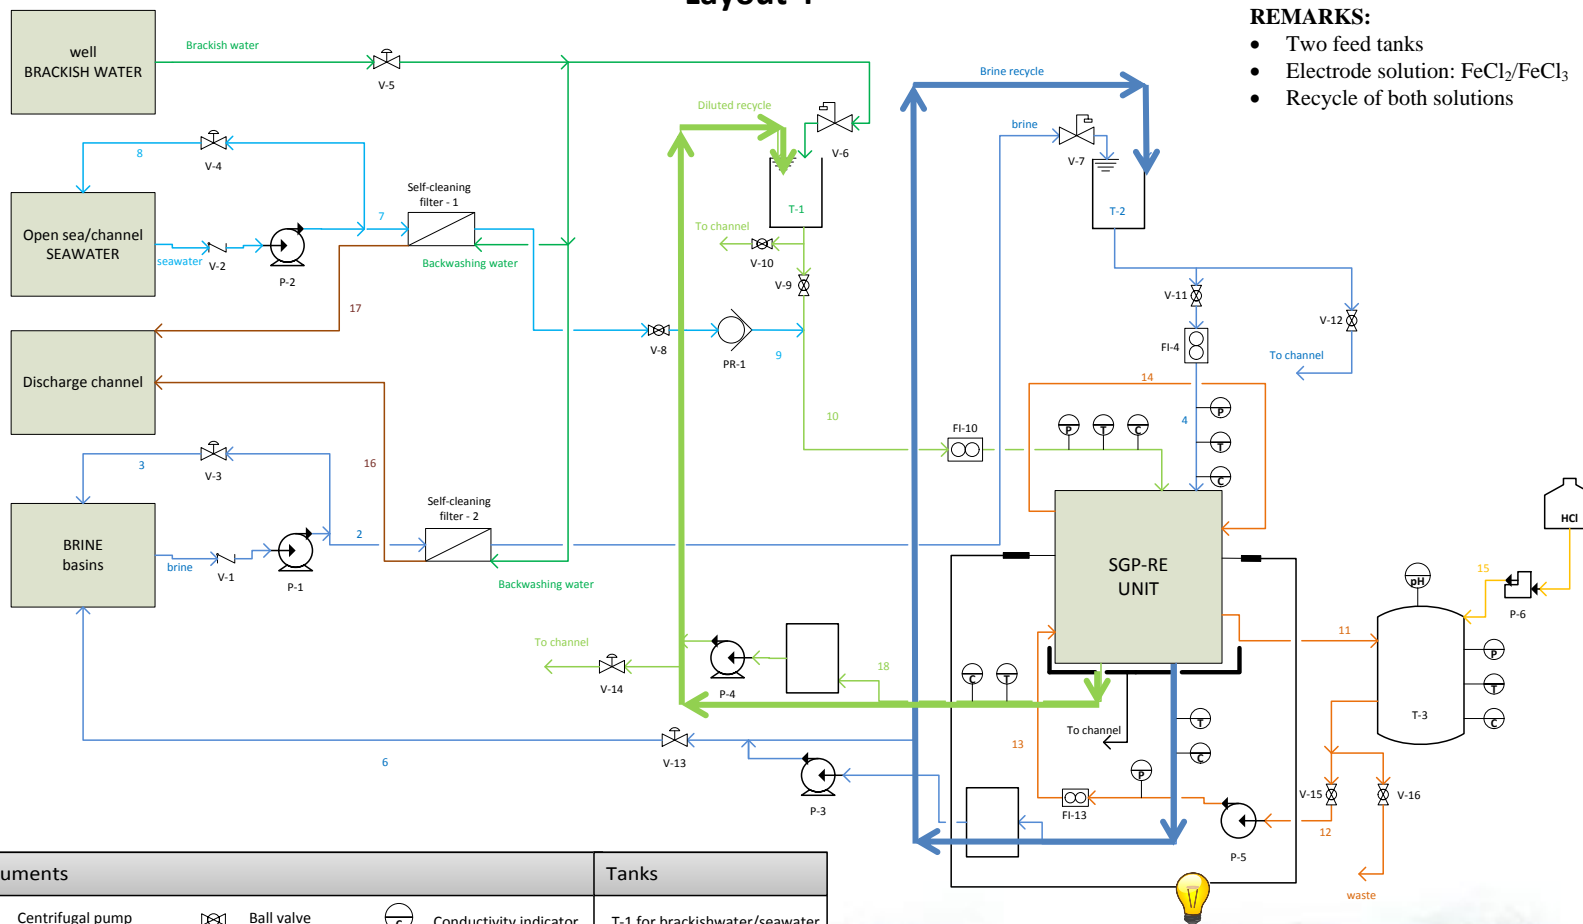 Layout 4
REMARKS:
• Two feed tanks
• Electrode solution: FeCl2/FeCl3
• Recycle of both solutions
well
BRACKISH WATER
Brackish water
V-5
Brine recycle
Diluted recycle
V-6
brine
V-7
8
V-4
Open sea/channel
SEAWATER
seawater
V-2
P-2
7
Self-cleaning
filter - 1
Backwashing water
T-1
T-2
To channel
V-10
V-9
V-11
V-12
17
V-8
PR-1
9
FI-4
To channel
Discharge channel
14
10
4
P
T
C
FI-10
P
T
C
16
3
V-3
BRINE
basins
brine
V-1
P-1
2
Self-cleaning
filter - 2
Backwashing water
SGP-RE
UNIT
HCl
15
P-6
pH
11
P
T
C
T-3
To channel
V-14
P-4
18
C
T
T
C
To channel
13
6
V-13
P-3
P
FI-13
P-5
V-15
V-16
12
waste
uments
Tanks
Centrifugal pump
Ball valve
C
Conductivity indicator
T-1 for brackishwater/seawater